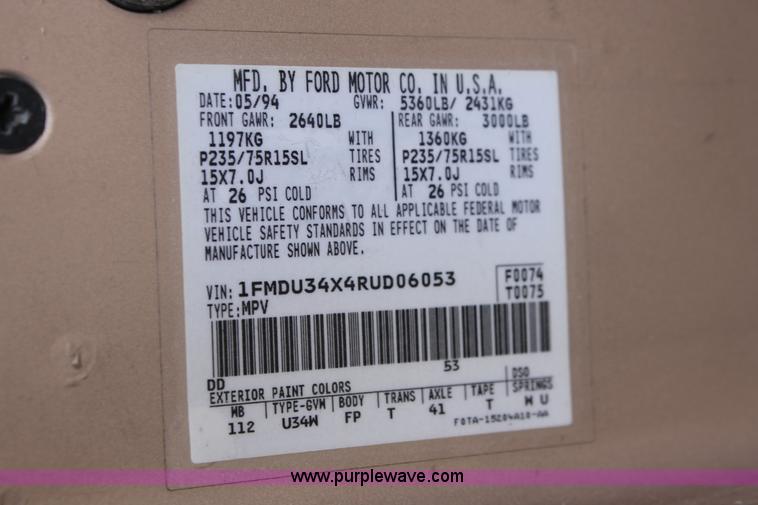 MFD. BY FORD MOTOR CO. IN U.S.A.
DATE: 05/94 GVWR: 5360LB/ 2431KG
FRONT GAWR: 2640LB REAR GAWR: 3000LB
1197KG WITH 1360KG WITH
P235/75R15SL TIRES P235/75R15SL TIRES
15X7.0J RIMS 15X7.0J RIMS
AT 26 PSI COLD AT 26 PSI COLD
THIS VEHICLE CONFORMS TO ALL APPLICABLE FEDERAL MOTOR
VEHICLE SAFETY STANDARDS IN EFFECT ON THE DATE OF
MANUFACTURE SHOWN ABOVE.
VIN: 1FMDU34X4RUD06053 F0074
TYPE: MPV T0075
53
DD DSO
EXTERIOR PAINT COLORS
WB TYPE-GVW BODY TRANS AXLE TAPE SPRINGS
112 U34W FP T 41 T M U
F0TA-15204A10-AA
www.purplewave.com